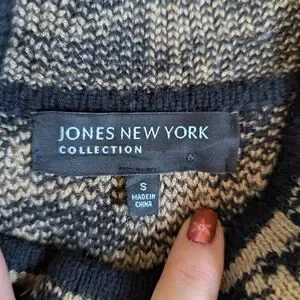 JONES NEW YORK
COLLECTION
S
MADE IN
CHINA